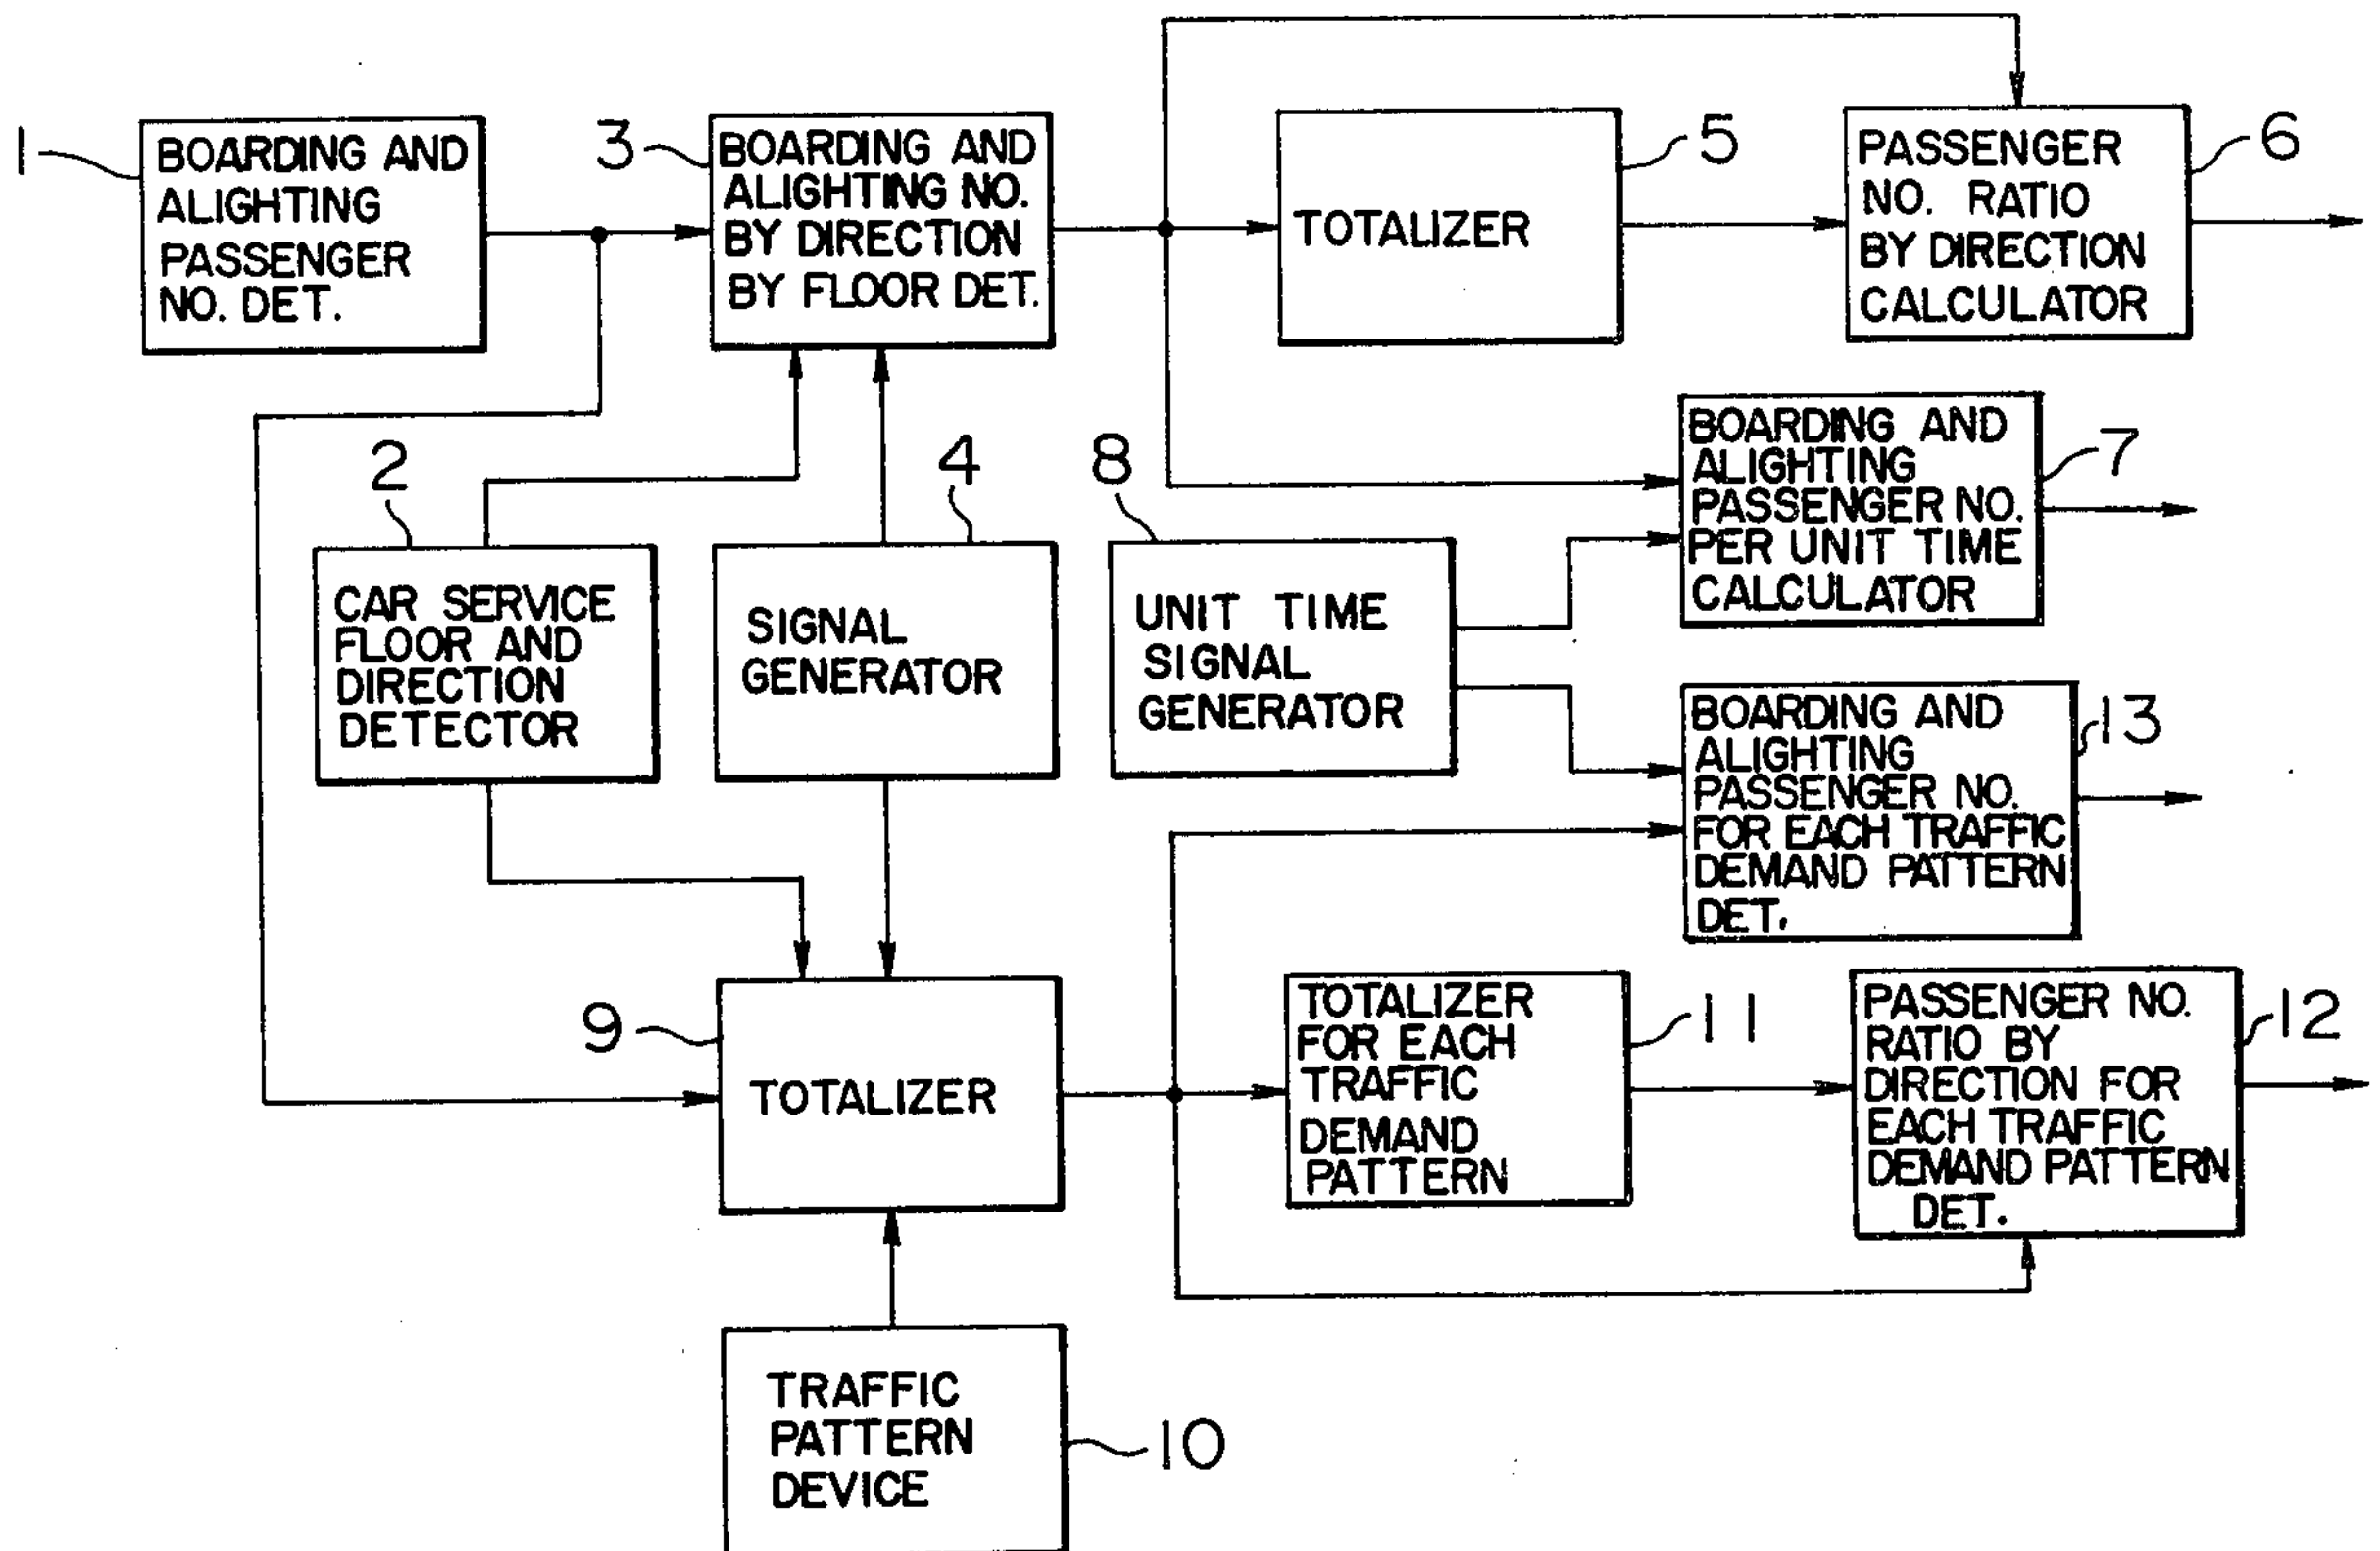 1
BOARDING AND
ALIGHTING
PASSENGER
NO. DET.
3
BOARDING AND
ALIGHTING NO.
BY DIRECTION
BY FLOOR DET.
5
TOTALIZER
6
PASSENGER
NO. RATIO
BY DIRECTION
CALCULATOR
2
CAR SERVICE
FLOOR AND
DIRECTION
DETECTOR
4
SIGNAL
GENERATOR
8
UNIT TIME
SIGNAL
GENERATOR
7
BOARDING AND
ALIGHTING
PASSENGER NO.
PER UNIT TIME
CALCULATOR
13
BOARDING AND
ALIGHTING
PASSENGER NO.
FOR EACH TRAFFIC
DEMAND PATTERN
DET.
9
TOTALIZER
11
TOTALIZER
FOR EACH
TRAFFIC
DEMAND
PATTERN
12
PASSENGER NO.
RATIO BY
DIRECTION FOR
EACH TRAFFIC
DEMAND PATTERN
DET.
10
TRAFFIC
PATTERN
DEVICE